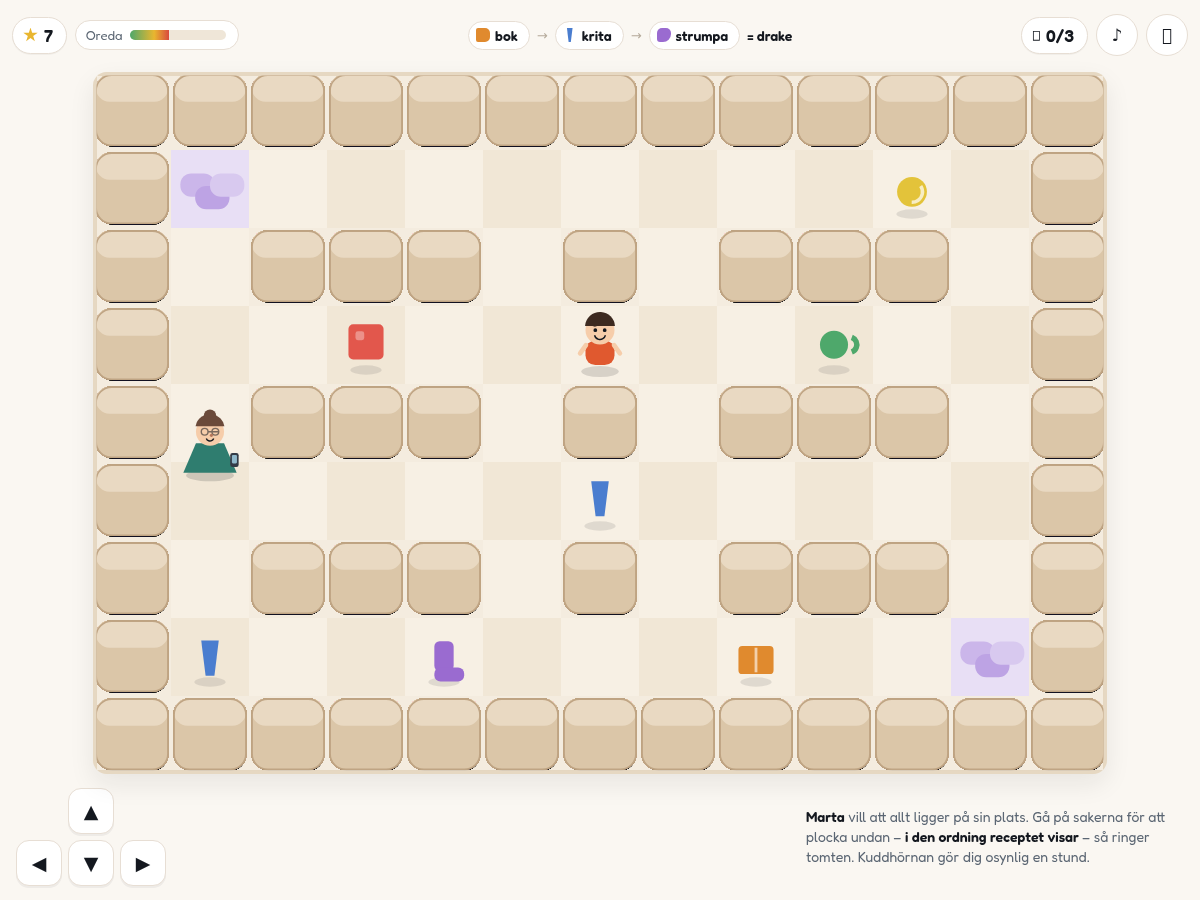 ★ 7
Oreda
bok → krita → strumpa = drake
0/3
♪
▲
◀ ▼ ▶
Marta vill att allt ligger på sin plats. Gå på sakerna för att
plocka undan – i den ordning receptet visar – så ringer
tomten. Kuddhörnan gör dig osynlig en stund.